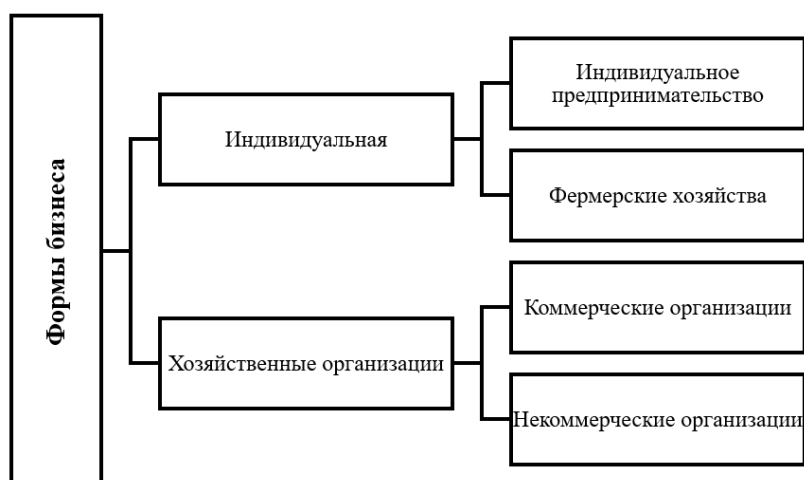 Формы бизнеса
Индивидуальная
Индивидуальное
предпринимательство
Фермерские хозяйства
Хозяйственные организации
Коммерческие организации
Некоммерческие организации